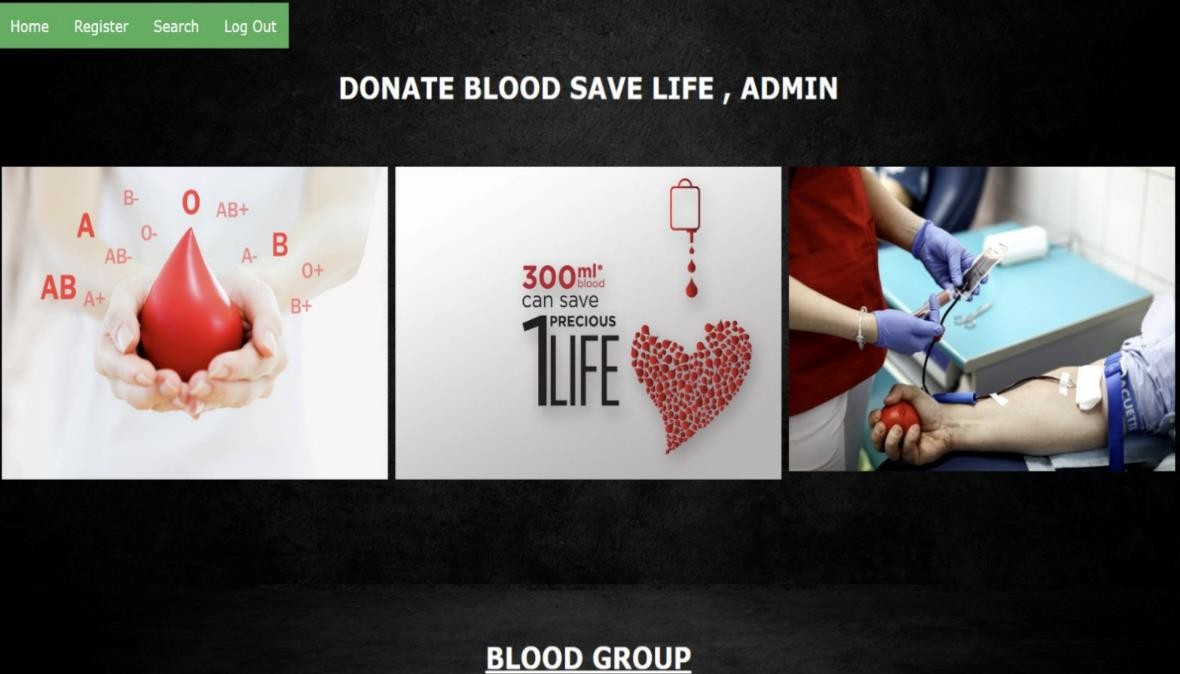 Home Register Search Log Out
DONATE BLOOD SAVE LIFE , ADMIN
B-
O
AB+
A
O-
B
AB-
A-
O+
AB
A+
B+
300ml*
blood
can save
1 PRECIOUS
LIFE
BLOOD GROUP